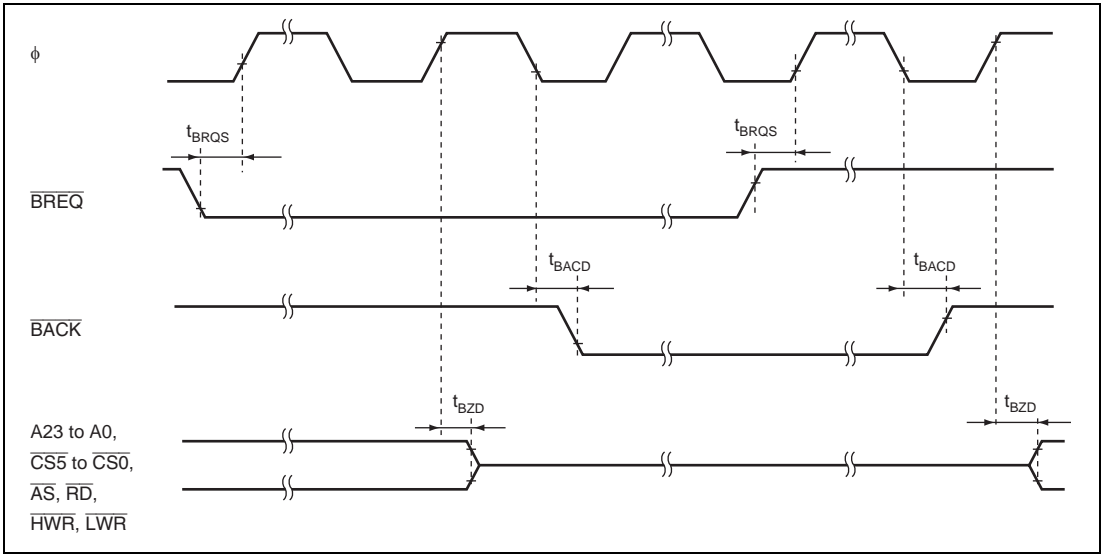 ϕ
tBRQS
tBRQS
BREQ
tBACD
tBACD
BACK
tBZD
tBZD
A23 to A0,
CS5 to CS0,
AS, RD,
HWR, LWR